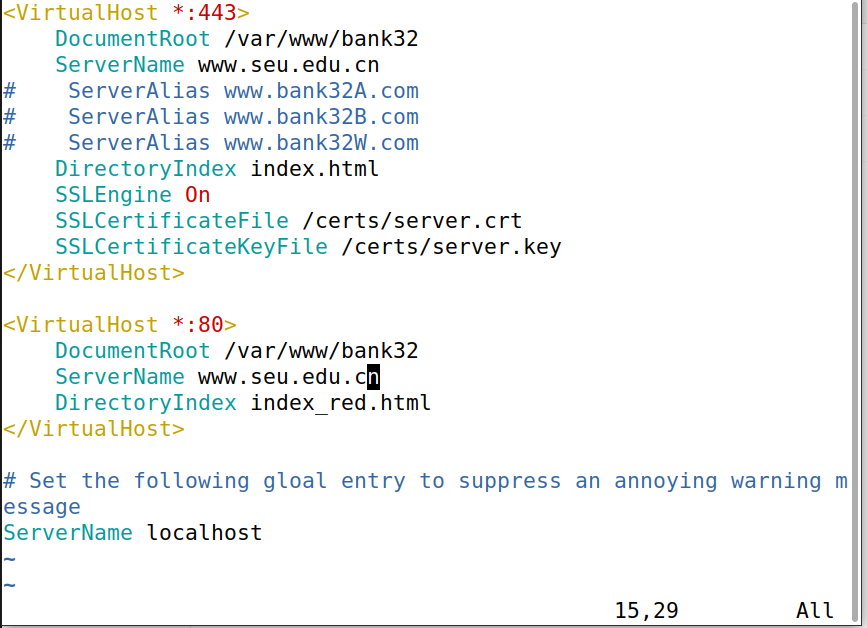 <VirtualHost *:443>
    DocumentRoot /var/www/bank32
    ServerName www.seu.edu.cn
#    ServerAlias www.bank32A.com
#    ServerAlias www.bank32B.com
#    ServerAlias www.bank32W.com
    DirectoryIndex index.html
    SSLEngine On
    SSLCertificateFile /certs/server.crt
    SSLCertificateKeyFile /certs/server.key
</VirtualHost>

<VirtualHost *:80>
    DocumentRoot /var/www/bank32
    ServerName www.seu.edu.cn
    DirectoryIndex index_red.html
</VirtualHost>

# Set the following gloal entry to suppress an annoying warning m
essage
ServerName localhost
~
~
15,29 All